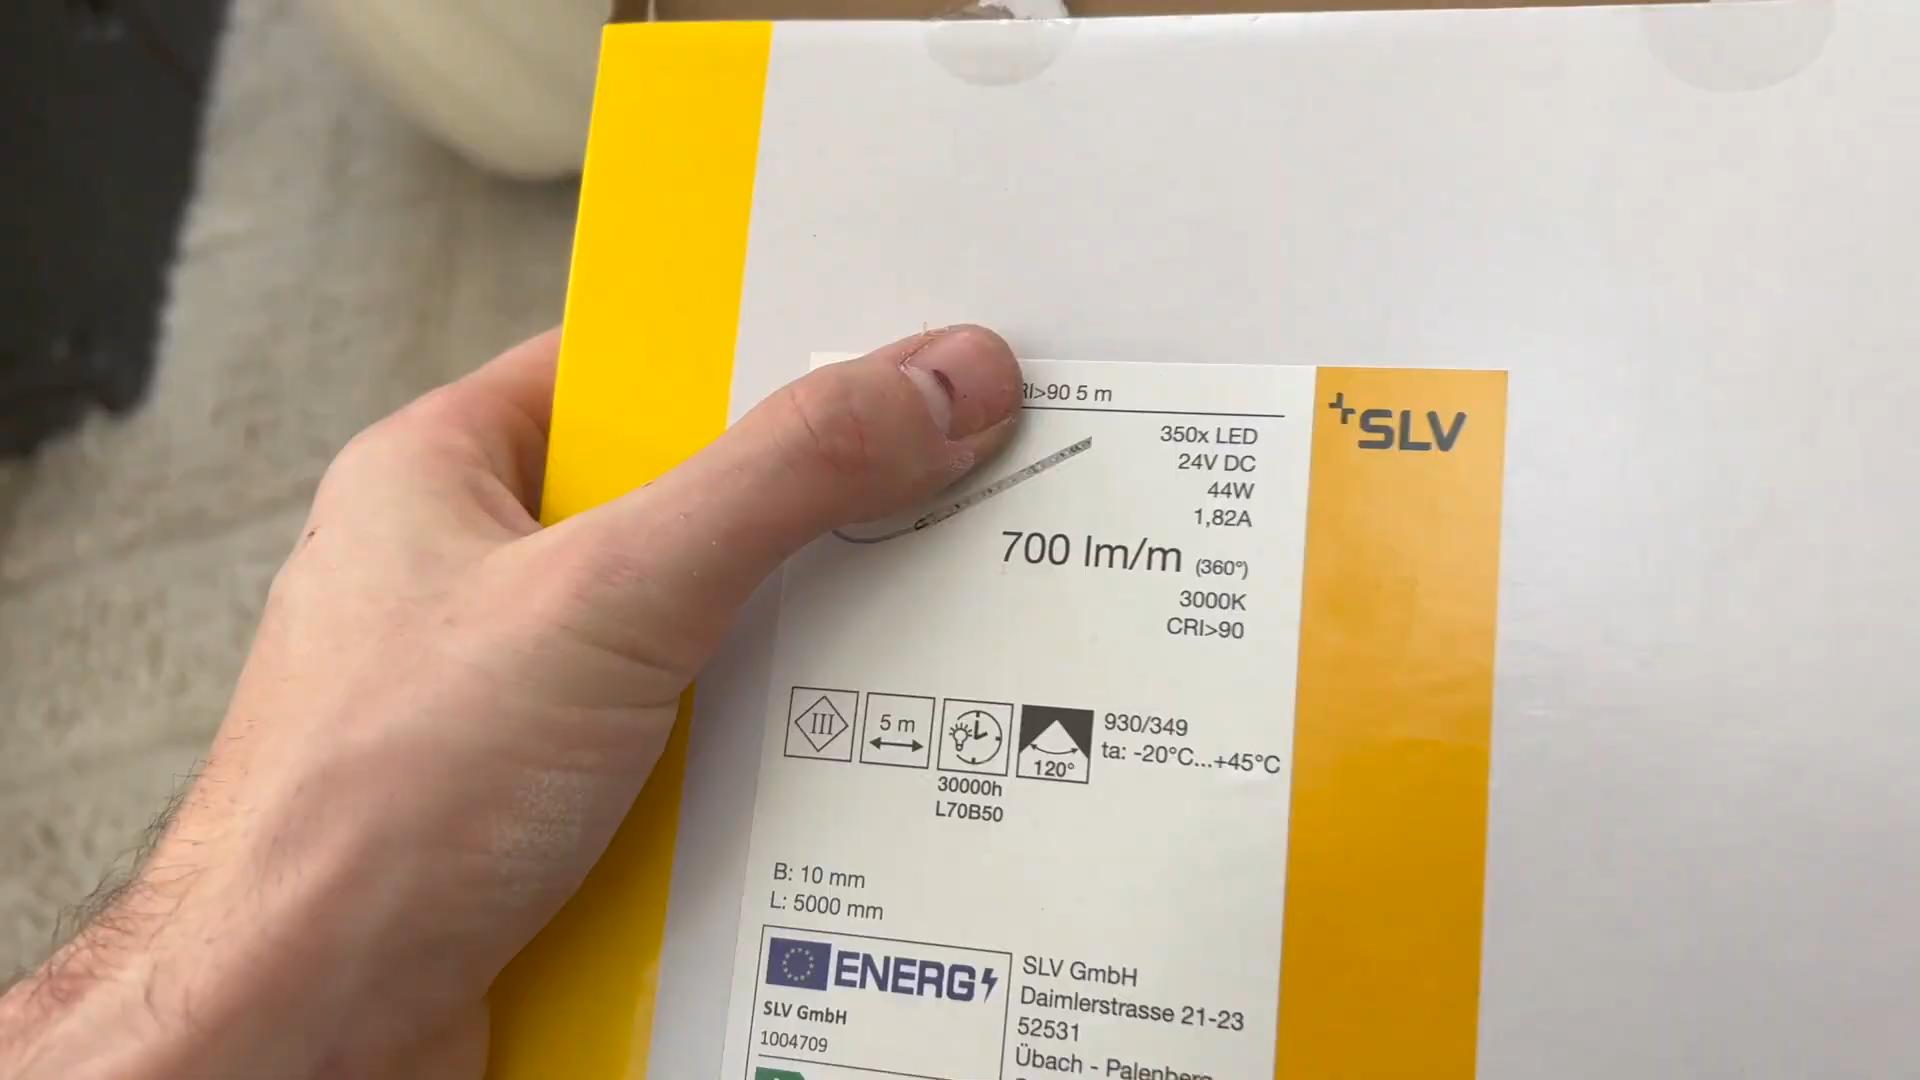 RI>90 5 m
+SLV
350x LED
24V DC
44W
1,82A
700 lm/m (360°)
3000K
CRI>90
III
5 m
120°
930/349
ta: -20°C...+45°C
30000h
L70B50
B: 10 mm
L: 5000 mm
ENERG
SLV GmbH
1004709
SLV GmbH
Daimlerstrasse 21-23
52531
Übach - Palenberg